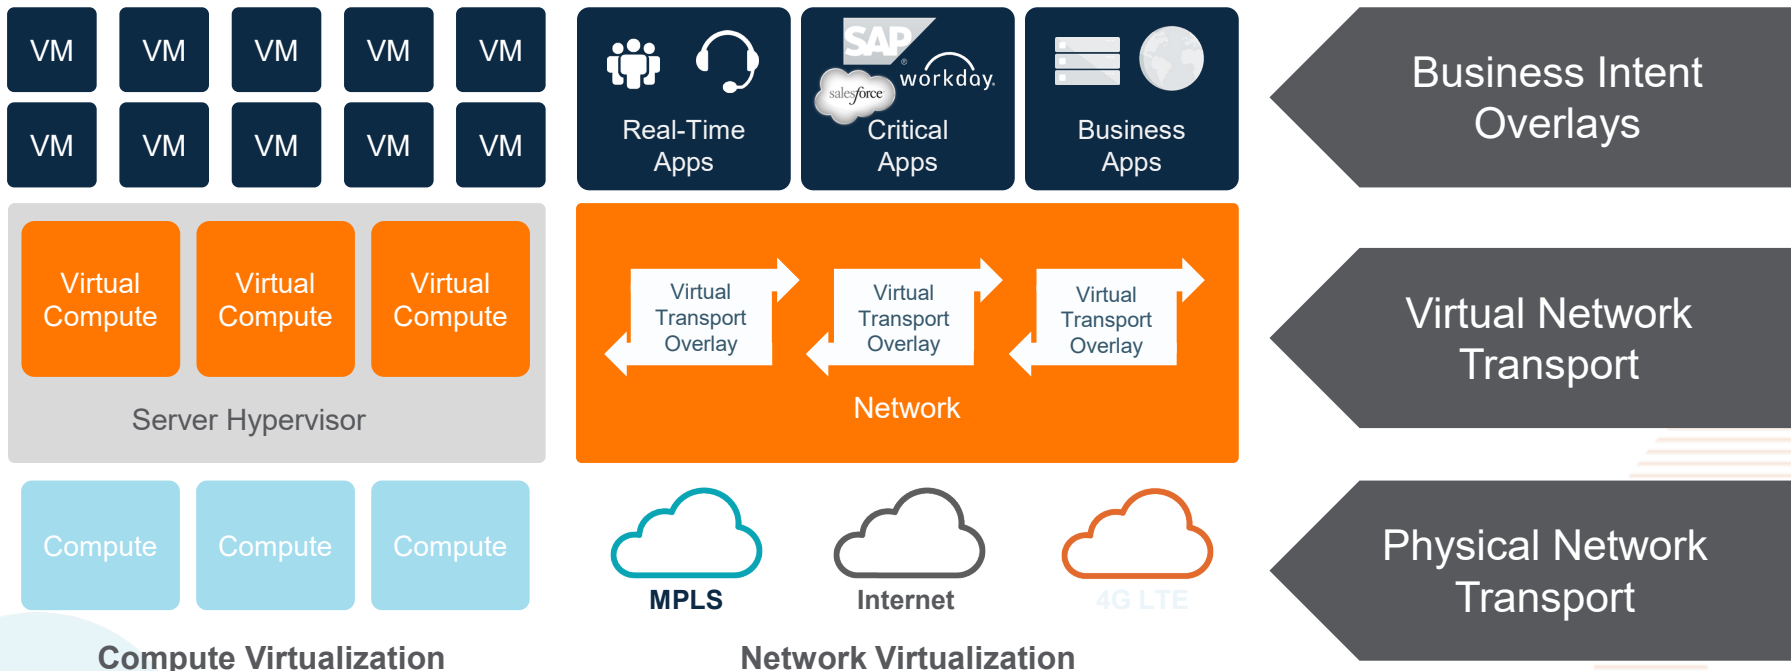 VM VM VM VM VM
VM VM VM VM VM
Virtual
Compute
Virtual
Compute
Virtual
Compute
Server Hypervisor
Compute Compute Compute
Compute Virtualization
Real-Time
Apps
SAP
®
salesforce
workday.
Critical
Apps
Business
Apps
Virtual
Transport
Overlay
Virtual
Transport
Overlay
Virtual
Transport
Overlay
Network
MPLS
Internet
4G LTE
Network Virtualization
Business Intent
Overlays
Virtual Network
Transport
Physical Network
Transport